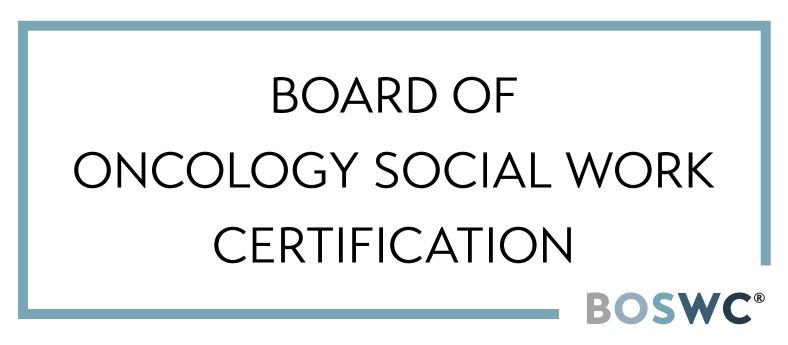 BOARD OF
ONCOLOGY SOCIAL WORK
CERTIFICATION
BOSWC®